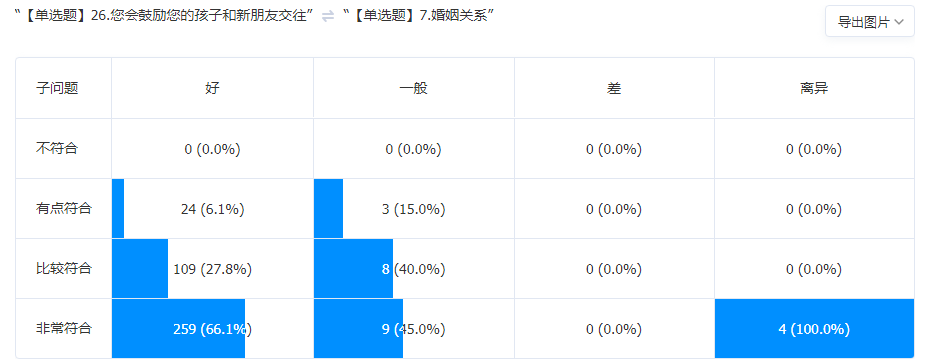 “【单选题】26.您会鼓励您的孩子和新朋友交往” ⇌ “【单选题】7.婚姻关系”
导出图片
子问题 好 一般 差 离异
不符合 0 (0.0%) 0 (0.0%) 0 (0.0%) 0 (0.0%)
有点符合 24 (6.1%) 3 (15.0%) 0 (0.0%) 0 (0.0%)
比较符合 109 (27.8%) 8 (40.0%) 0 (0.0%) 0 (0.0%)
非常符合 259 (66.1%) 9 (45.0%) 0 (0.0%) 4 (100.0%)